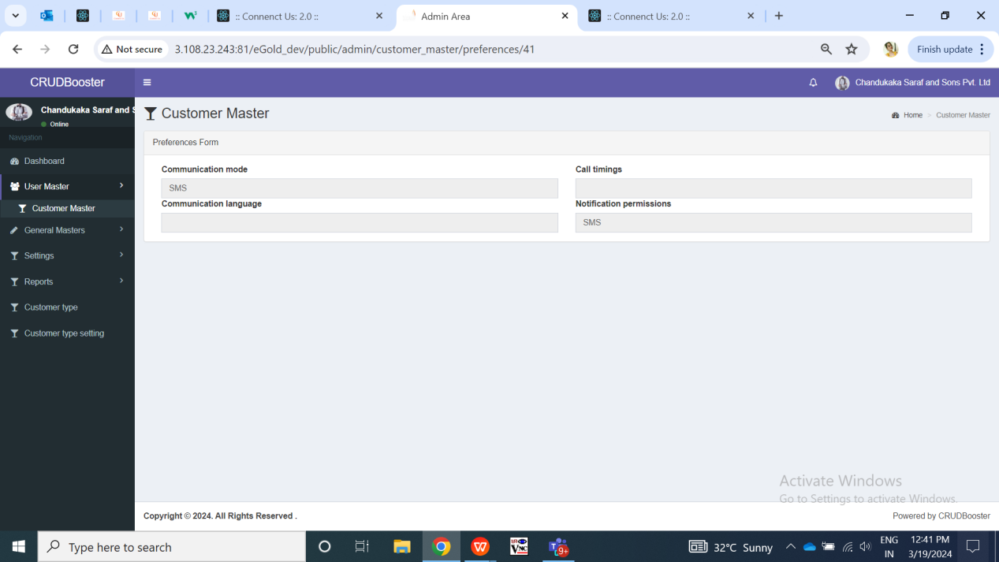 :: Connenct Us: 2.0 ::
Admin Area
:: Connenct Us: 2.0 ::
Not secure
3.108.23.243:81/eGold_dev/public/admin/customer_master/preferences/41
Finish update
CRUDBooster
Chandukaka Saraf and Sons Pvt. Ltd
Chandukaka Saraf and S
Online
Navigation
Dashboard
User Master
Customer Master
General Masters
Settings
Reports
Customer type
Customer type setting
Customer Master
Home > Customer Master
Preferences Form
Communication mode
Call timings
SMS
Communication language
Notification permissions
SMS
Activate Windows
Go to Settings to activate Windows.
Copyright © 2024. All Rights Reserved .
Powered by CRUDBooster
Type here to search
32°C Sunny
ENG
IN
12:41 PM
3/19/2024